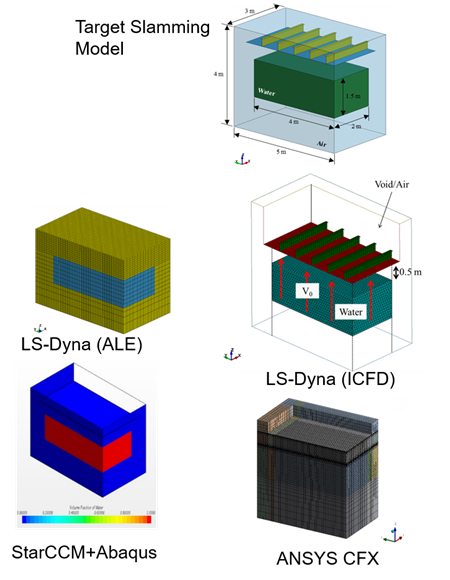 Target Slamming
Model
3 m
4 m
Water
1.5 m
4 m
2 m
Air
5 m
Void/Air
0.5 m
V0
Water
LS-Dyna (ALE)
LS-Dyna (ICFD)
Volume Fraction of Water
StarCCM+Abaqus
ANSYS CFX